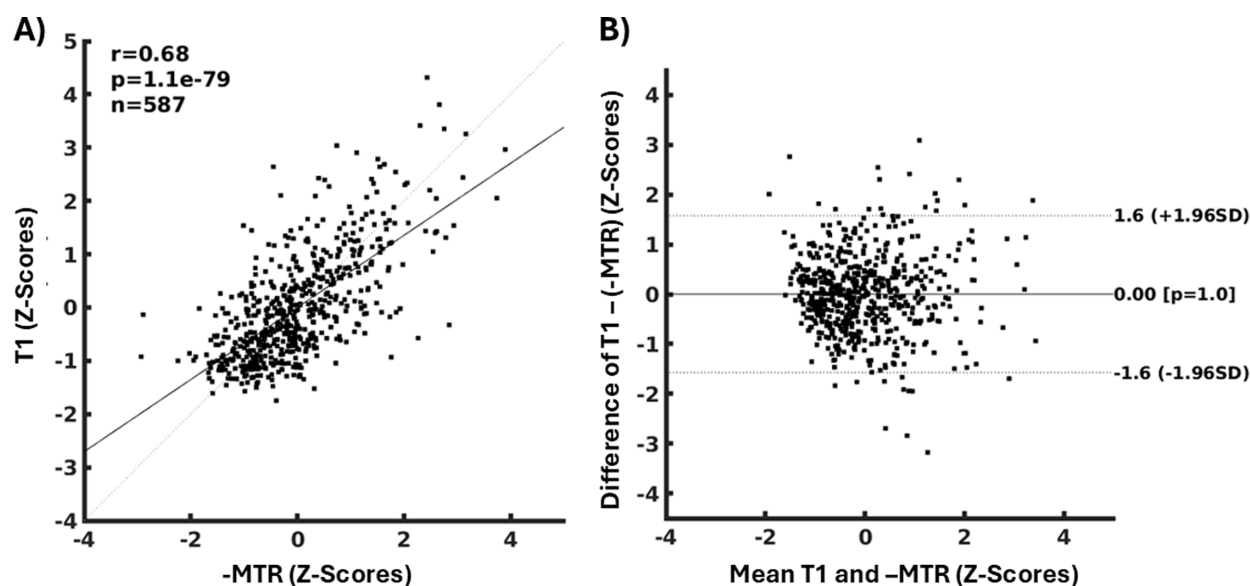 A)
r=0.68
p=1.1e-79
n=587
5
4
3
2
1
0
-1
-2
-3
-4
-4 -2 0 2 4
T1 (Z-Scores)
-MTR (Z-Scores)
B)
4
3
2
1
0
-1
-2
-3
-4
-4 -2 0 2 4
Difference of T1 – (-MTR) (Z-Scores)
1.6 (+1.96SD)
0.00 [p=1.0]
-1.6 (-1.96SD)
Mean T1 and –MTR (Z-Scores)